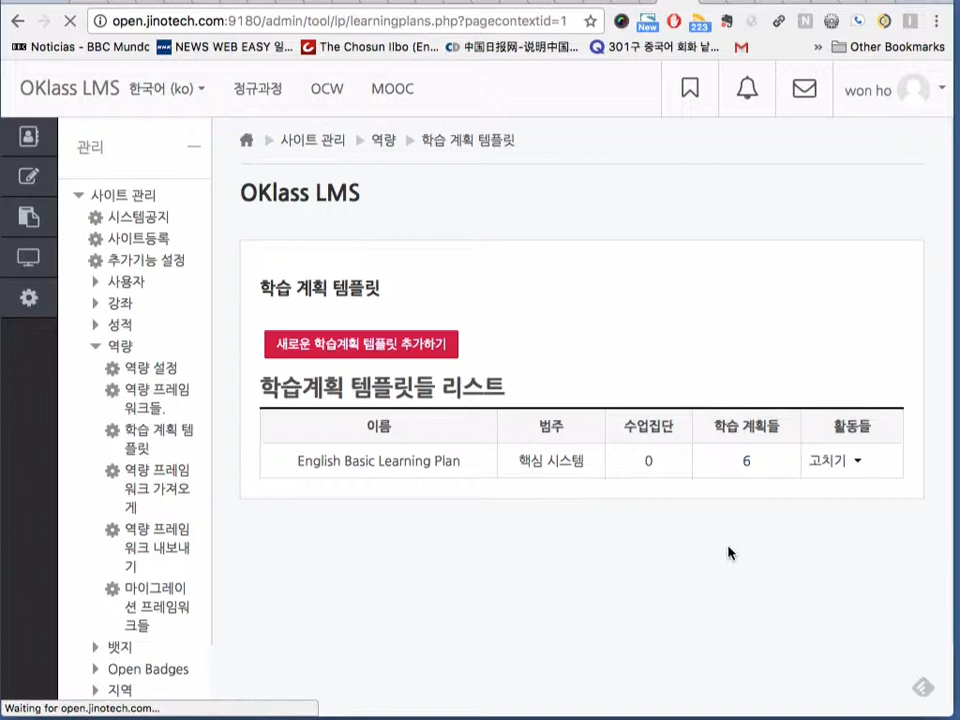 open.jinotech.com:9180/admin/tool/lp/learningplans.php?pagecontextid=1
New
223
Noticias - BBC Mundo
NEWS WEB EASY 일...
The Chosun Ilbo (En...
中国日报网-说明中国...
301구 중국어 회화 낱...
» Other Bookmarks
OKlass LMS
한국어 (ko)
정규과정
OCW
MOOC
won ho
관리
사이트 관리
역량
학습 계획 템플릿
OKlass LMS
사이트 관리
시스템공지
사이트등록
추가기능 설정
사용자
강좌
성적
역량
역량 설정
역량 프레임
워크들.
학습 계획 템
플릿
역량 프레임
워크 가져오
게
역량 프레임
워크 내보내
기
마이그레이
션 프레임워
크들
뱃지
Open Badges
지역
학습 계획 템플릿
새로운 학습계획 템플릿 추가하기
학습계획 템플릿들 리스트
이름 범주 수업집단 학습 계획들 활동들
English Basic Learning Plan 핵심 시스템 0 6 고치기
Waiting for open.jinotech.com...